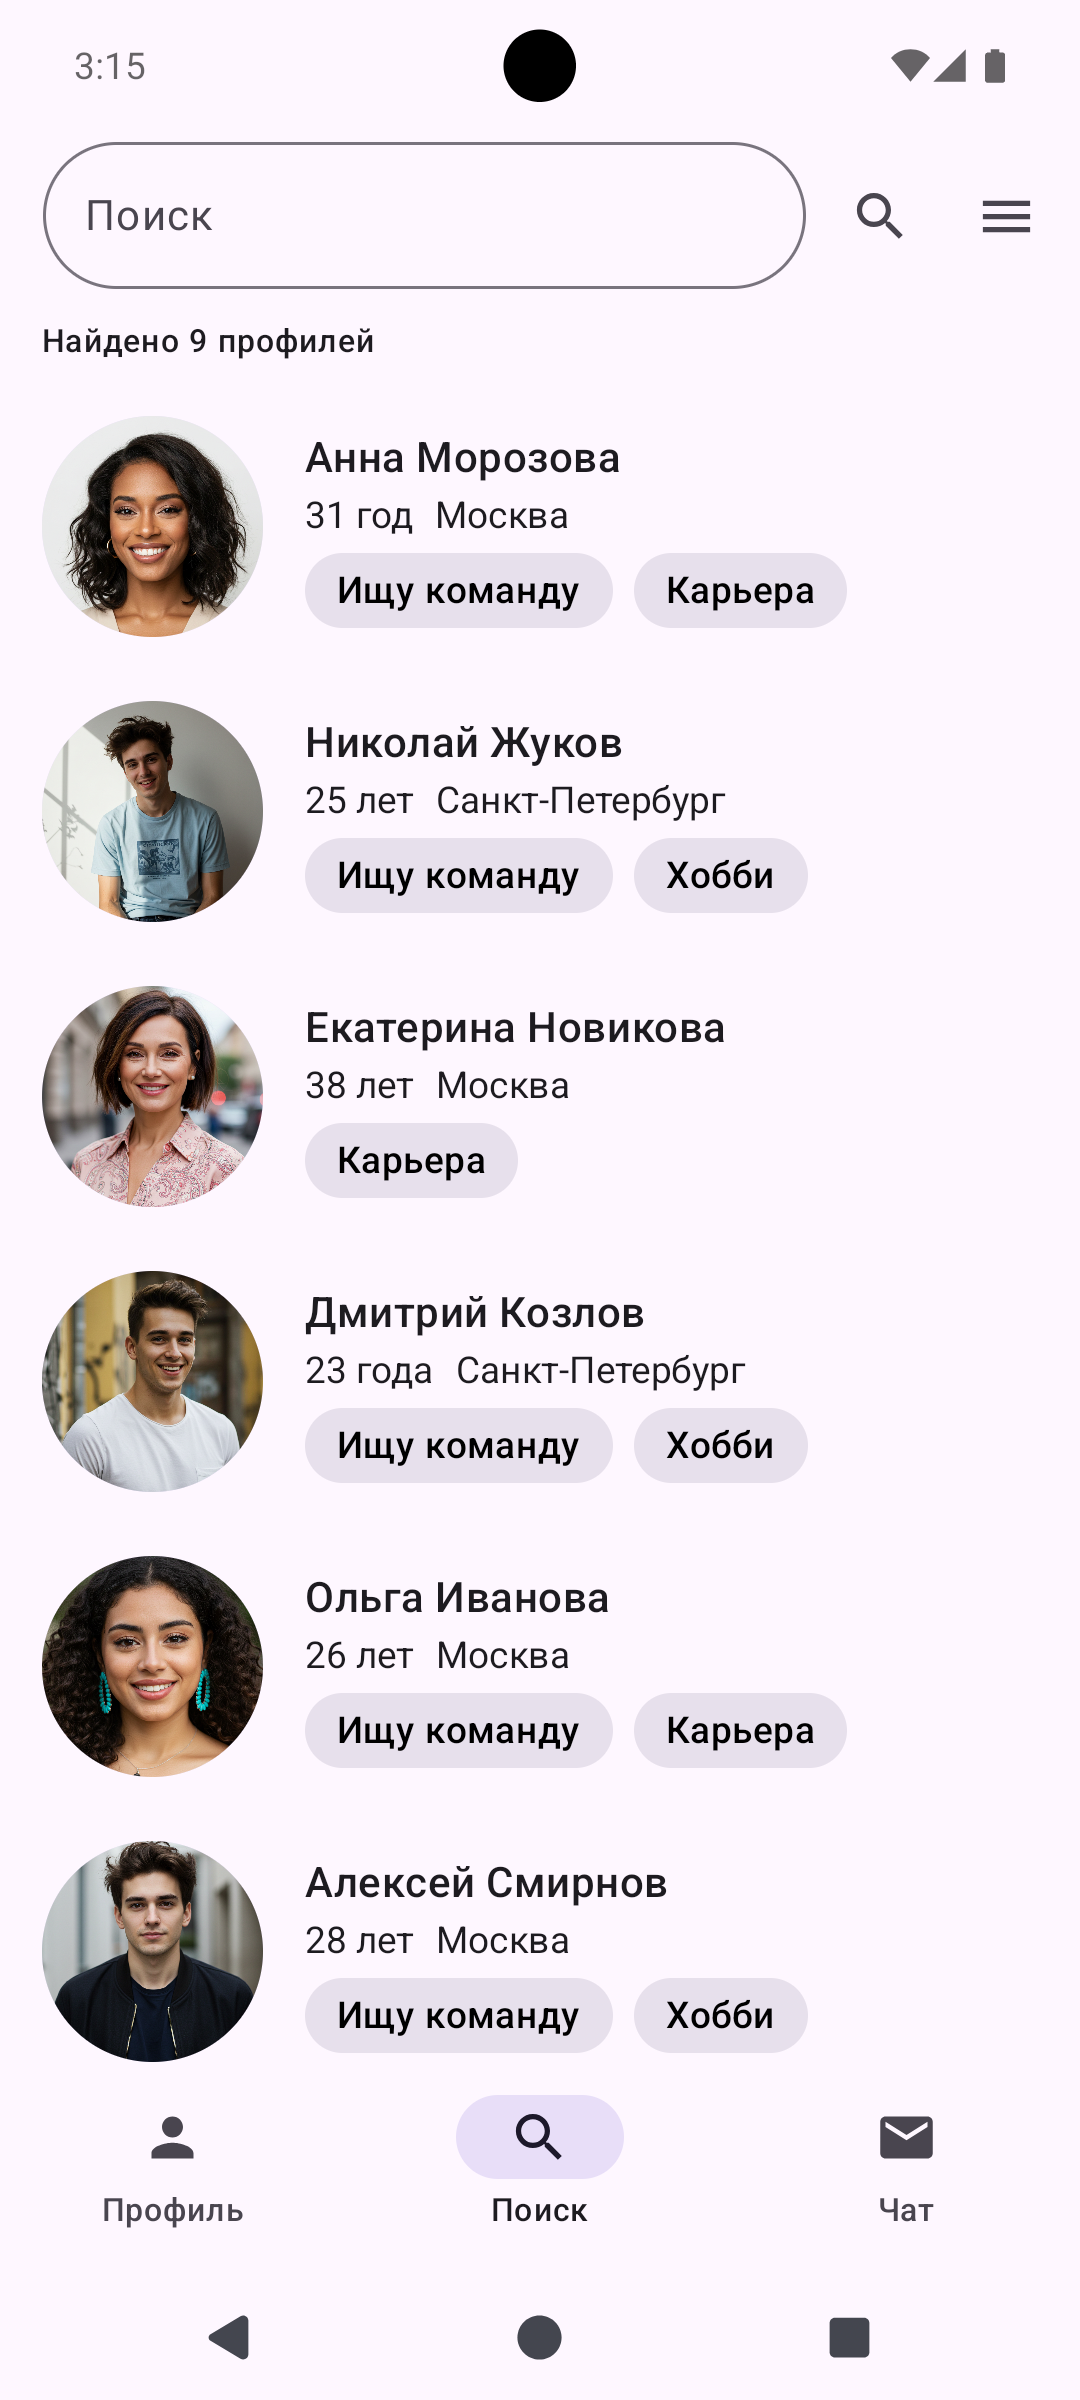 3:15
Поиск
Найдено 9 профилей
Анна Морозова
31 год Москва
Ищу команду Карьера
Николай Жуков
25 лет Санкт-Петербург
Ищу команду Хобби
Екатерина Новикова
38 лет Москва
Карьера
Дмитрий Козлов
23 года Санкт-Петербург
Ищу команду Хобби
Ольга Иванова
26 лет Москва
Ищу команду Карьера
Алексей Смирнов
28 лет Москва
Ищу команду Хобби
Профиль Поиск Чат